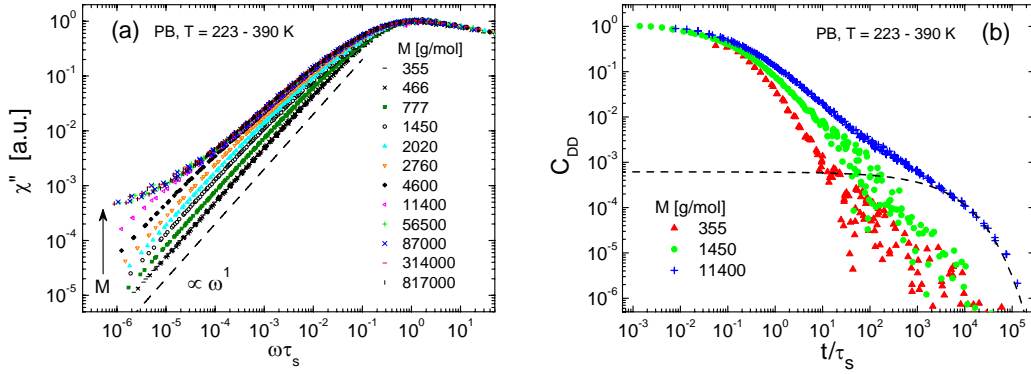 (a) PB, T = 223 - 390 K
M [g/mol]
355
466
777
1450
2020
2760
4600
11400
56500
87000
314000
817000
χ'' [a.u.]
10⁰
10⁻¹
10⁻²
10⁻³
10⁻⁴
10⁻⁵
M
∝ ω¹
10⁻⁶ 10⁻⁵ 10⁻⁴ 10⁻³ 10⁻² 10⁻¹ 10⁰ 10¹
ωτₛ
PB, T = 223 - 390 K (b)
C_DD
10⁰
10⁻¹
10⁻²
10⁻³
10⁻⁴
10⁻⁵
10⁻⁶
M [g/mol]
355
1450
11400
10⁻³ 10⁻² 10⁻¹ 10⁰ 10¹ 10² 10³ 10⁴ 10⁵
t/τₛ